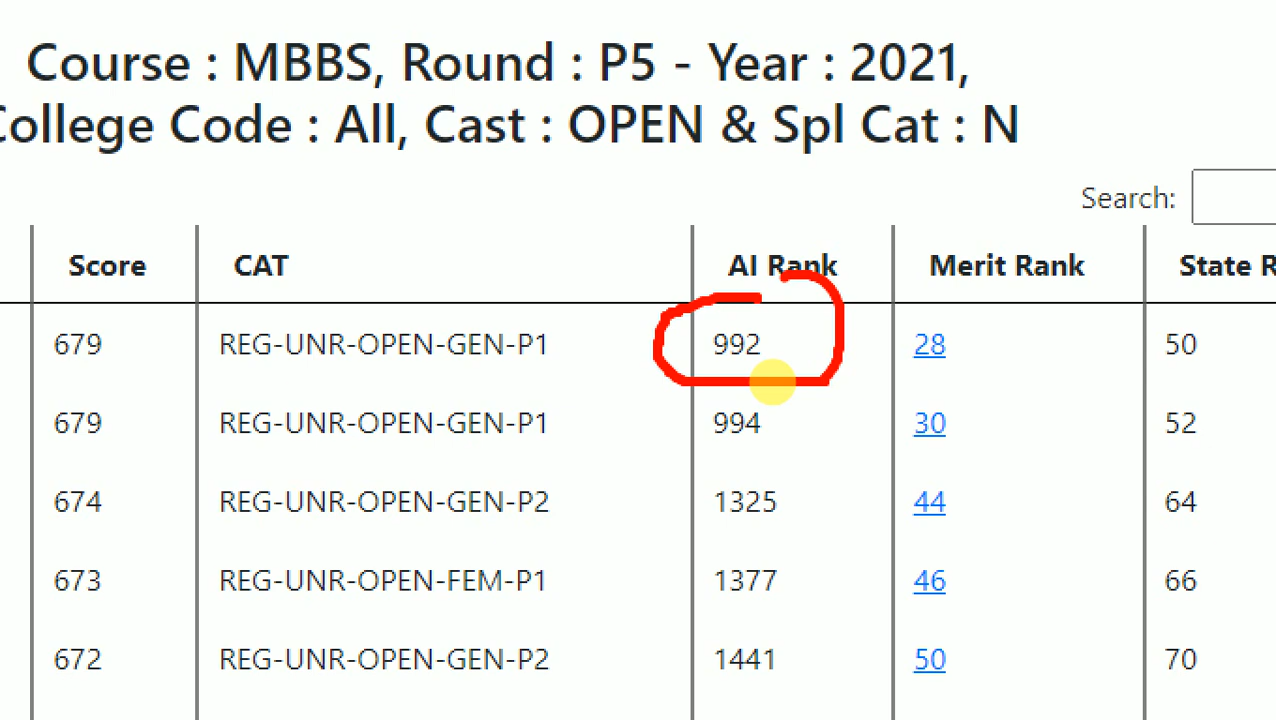 Course : MBBS, Round : P5 - Year : 2021,
College Code : All, Cast : OPEN & Spl Cat : N
Search:
Score CAT AI Rank Merit Rank State R
679 REG-UNR-OPEN-GEN-P1 992 28 50
679 REG-UNR-OPEN-GEN-P1 994 30 52
674 REG-UNR-OPEN-GEN-P2 1325 44 64
673 REG-UNR-OPEN-FEM-P1 1377 46 66
672 REG-UNR-OPEN-GEN-P2 1441 50 70